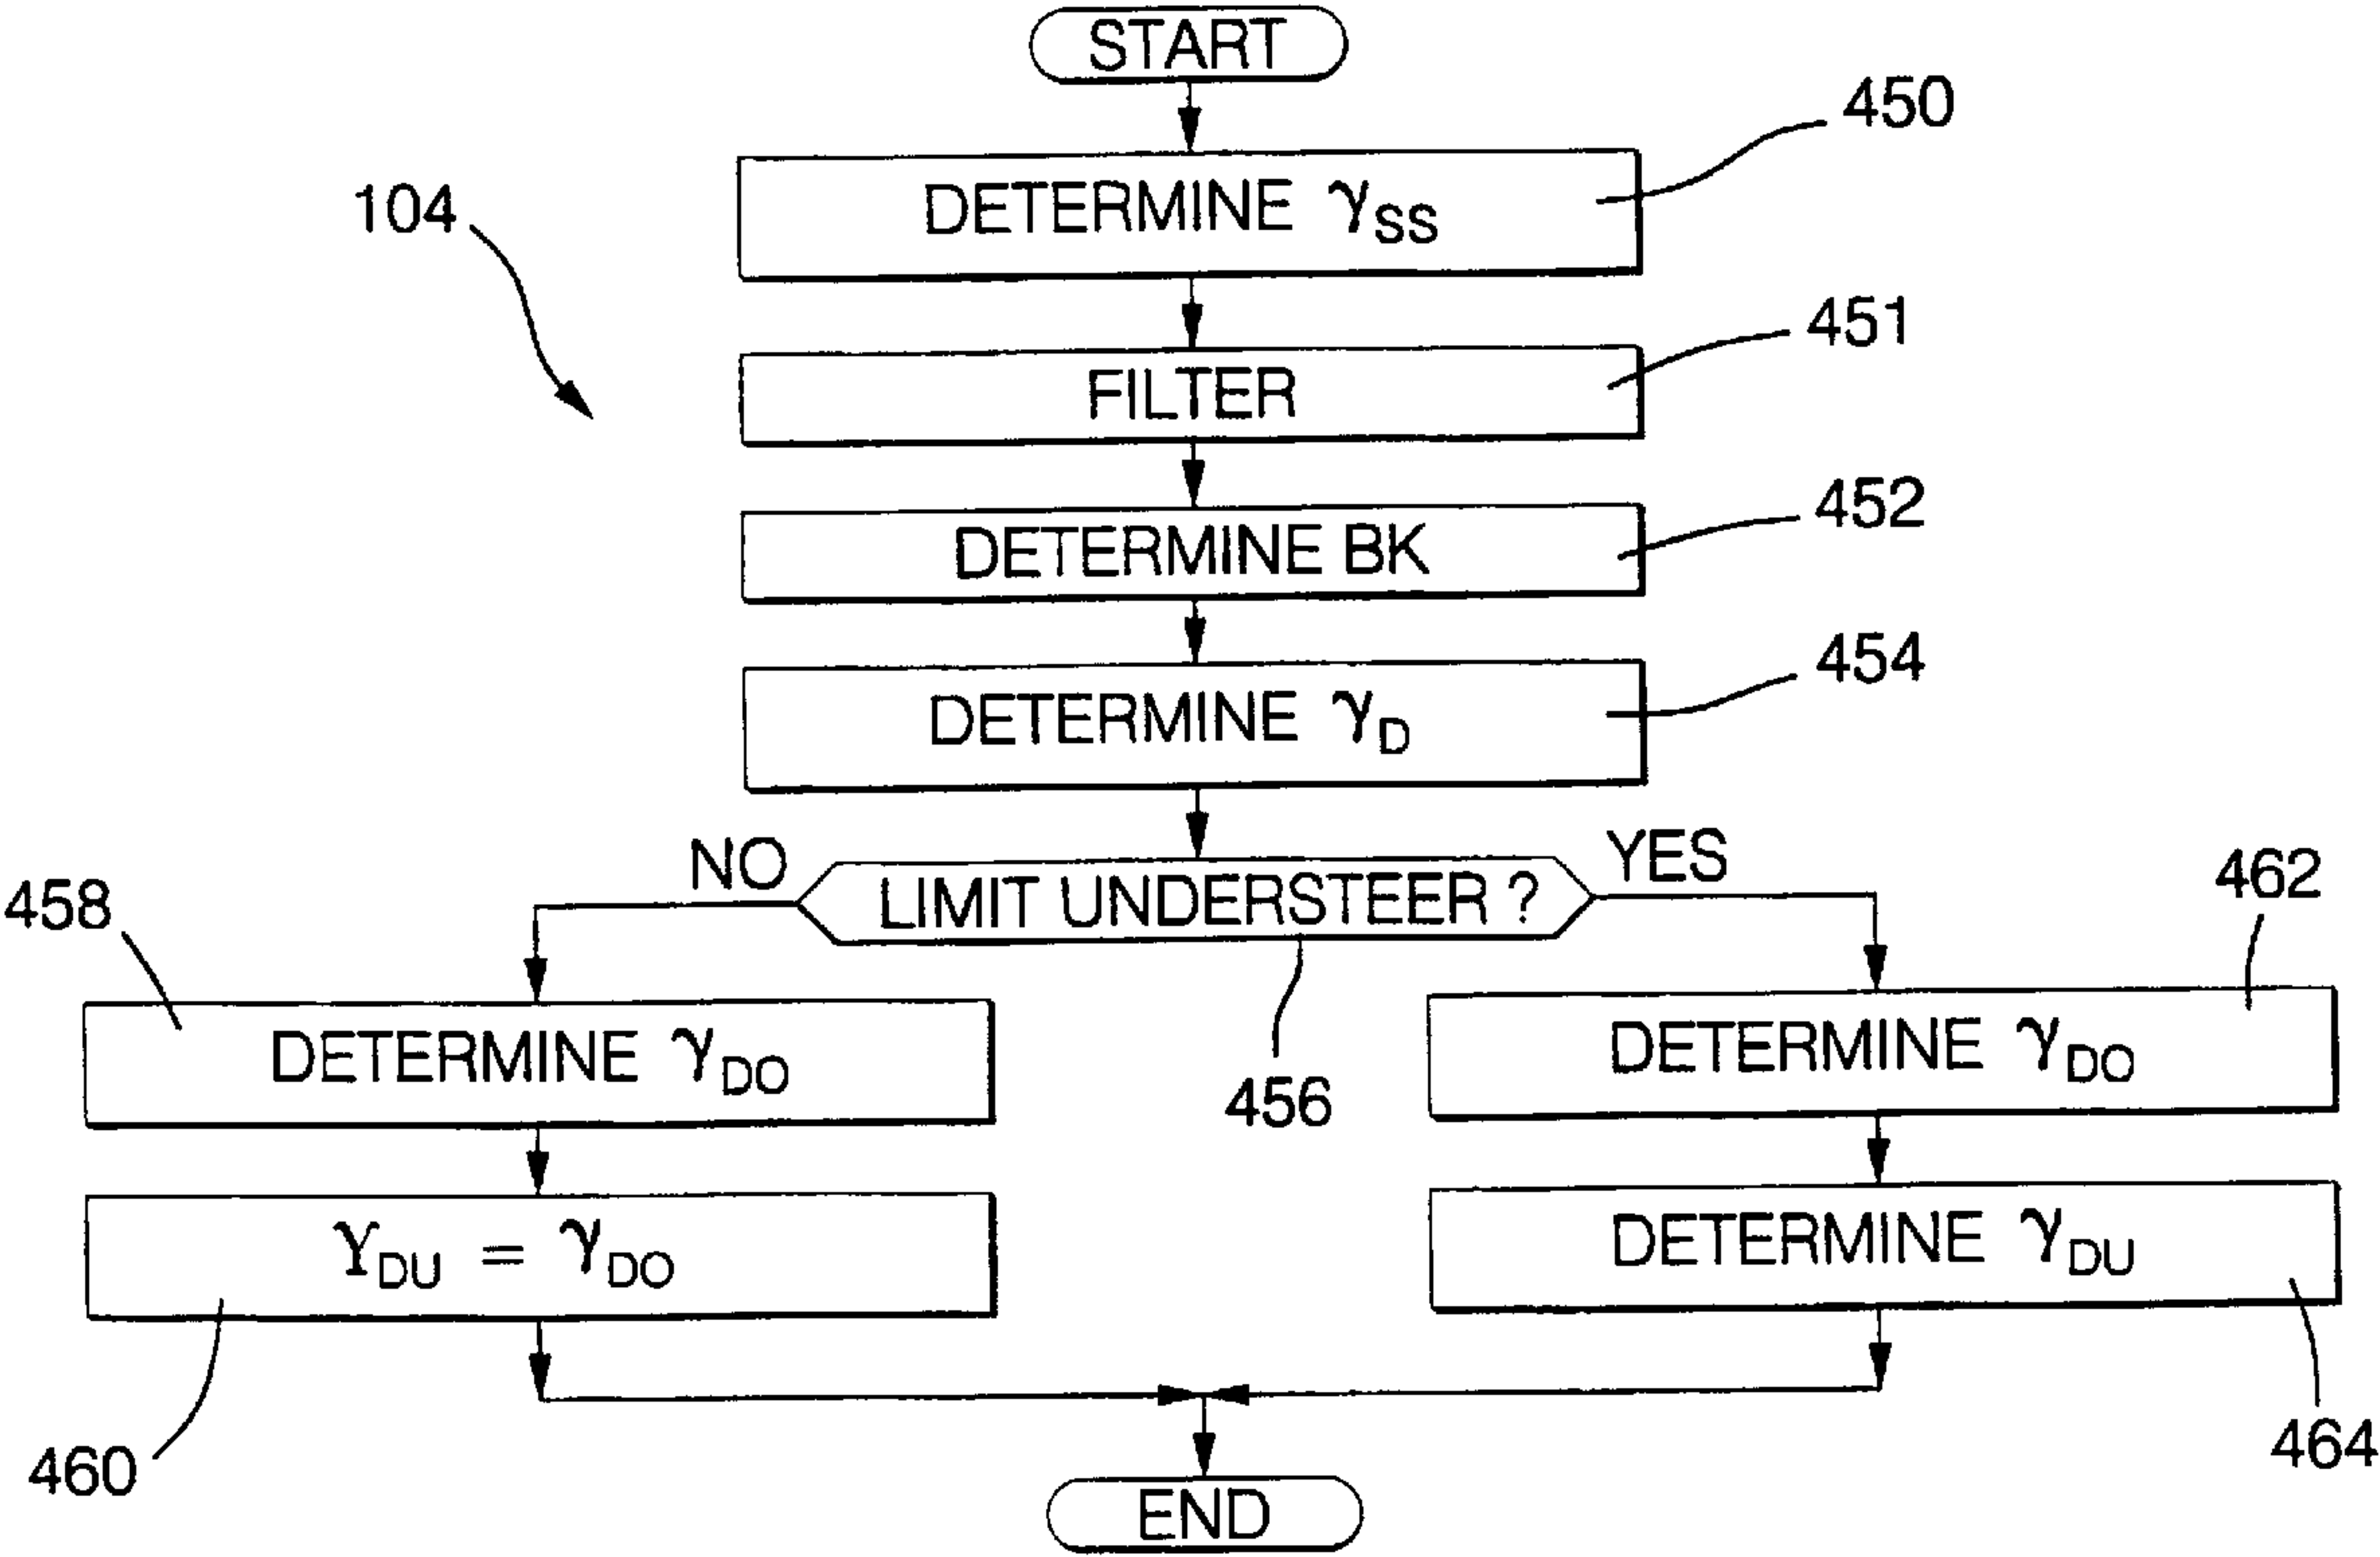 START
450
104
DETERMINE γSS
451
FILTER
452
DETERMINE BK
454
DETERMINE γD
NO
YES
LIMIT UNDERSTEER ?
458
462
456
DETERMINE γDO
DETERMINE γDO
γDU = γDO
DETERMINE γDU
460
464
END